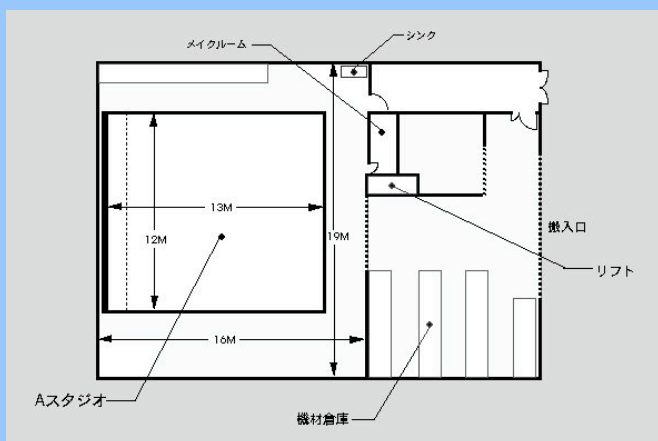 シンク
メイクルーム
13M
12M
19M
搬入口
リフト
16M
Aスタジオ
機材倉庫